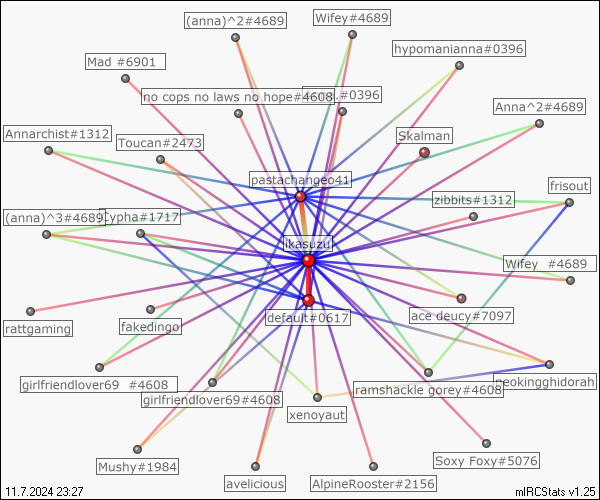 (anna)^2#4689
Wifey#4689
hypomanianna#0396
Mad #6901
no cops no laws no hope#4608
#0396
Anna^2#4689
Annarchist#1312
Toucan#2473
Skalman
pastachangeo41
frisout
zibbits#1312
(anna)^3#4689
Cypha#1717
ikasuzu
Wifey #4689
rattgaming
fakedingo
default#0617
ace deucy#7097
girlfriendlover69 #4608
girlfriendlover69#4608
ramshackle gorey#4608
neokingghidorah
xenoyaut
Mushy#1984
avelicious
AlpineRooster#2156
Soxy Foxy#5076
11.7.2024 23:27
mIRCStats v1.25